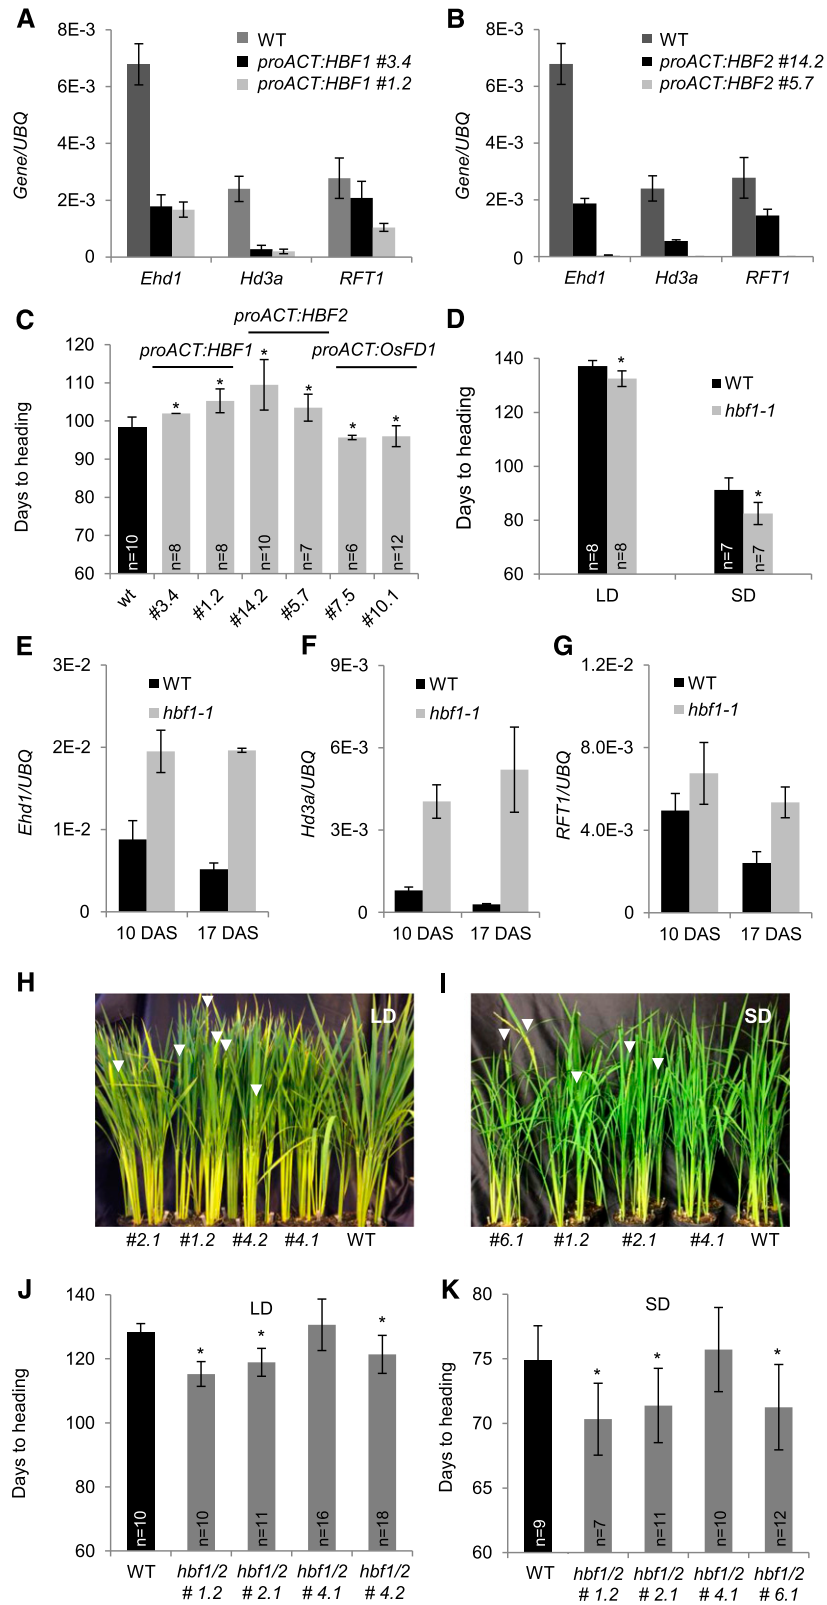 A
8E-3
6E-3
4E-3
2E-3
0
Gene/UBQ
WT
proACT:HBF1 #3.4
proACT:HBF1 #1.2
Ehd1 Hd3a RFT1
B
8E-3
6E-3
4E-3
2E-3
0
Gene/UBQ
WT
proACT:HBF2 #14.2
proACT:HBF2 #5.7
Ehd1 Hd3a RFT1
C
proACT:HBF2
proACT:HBF1 proACT:OsFD1
120
110
100
90
80
70
60
Days to heading
* * * * * *
n=10 n=8 n=8 n=10 n=7 n=6 n=12
wt #3.4 #1.2 #14.2 #5.7 #7.5 #10.1
D
140
120
100
80
60
Days to heading
WT
hbf1-1
* *
n=8 n=8 n=7 n=7
LD SD
E
3E-2
2E-2
1E-2
0
Ehd1/UBQ
WT
hbf1-1
10 DAS 17 DAS
F
9E-3
6E-3
3E-3
0
Hd3a/UBQ
WT
hbf1-1
10 DAS 17 DAS
G
1.2E-2
8.0E-3
4.0E-3
0
RFT1/UBQ
WT
hbf1-1
10 DAS 17 DAS
H
LD
#2.1 #1.2 #4.2 #4.1 WT
I
SD
#6.1 #1.2 #2.1 #4.1 WT
J
LD
140
120
100
80
60
Days to heading
* * *
n=10 n=10 n=11 n=16 n=18
WT hbf1/2 hbf1/2 hbf1/2 hbf1/2
# 1.2 # 2.1 # 4.1 # 4.2
K
SD
80
75
70
65
60
Days to heading
* * *
n=9 n=7 n=11 n=10 n=12
WT hbf1/2 hbf1/2 hbf1/2 hbf1/2
# 1.2 # 2.1 # 4.1 # 6.1